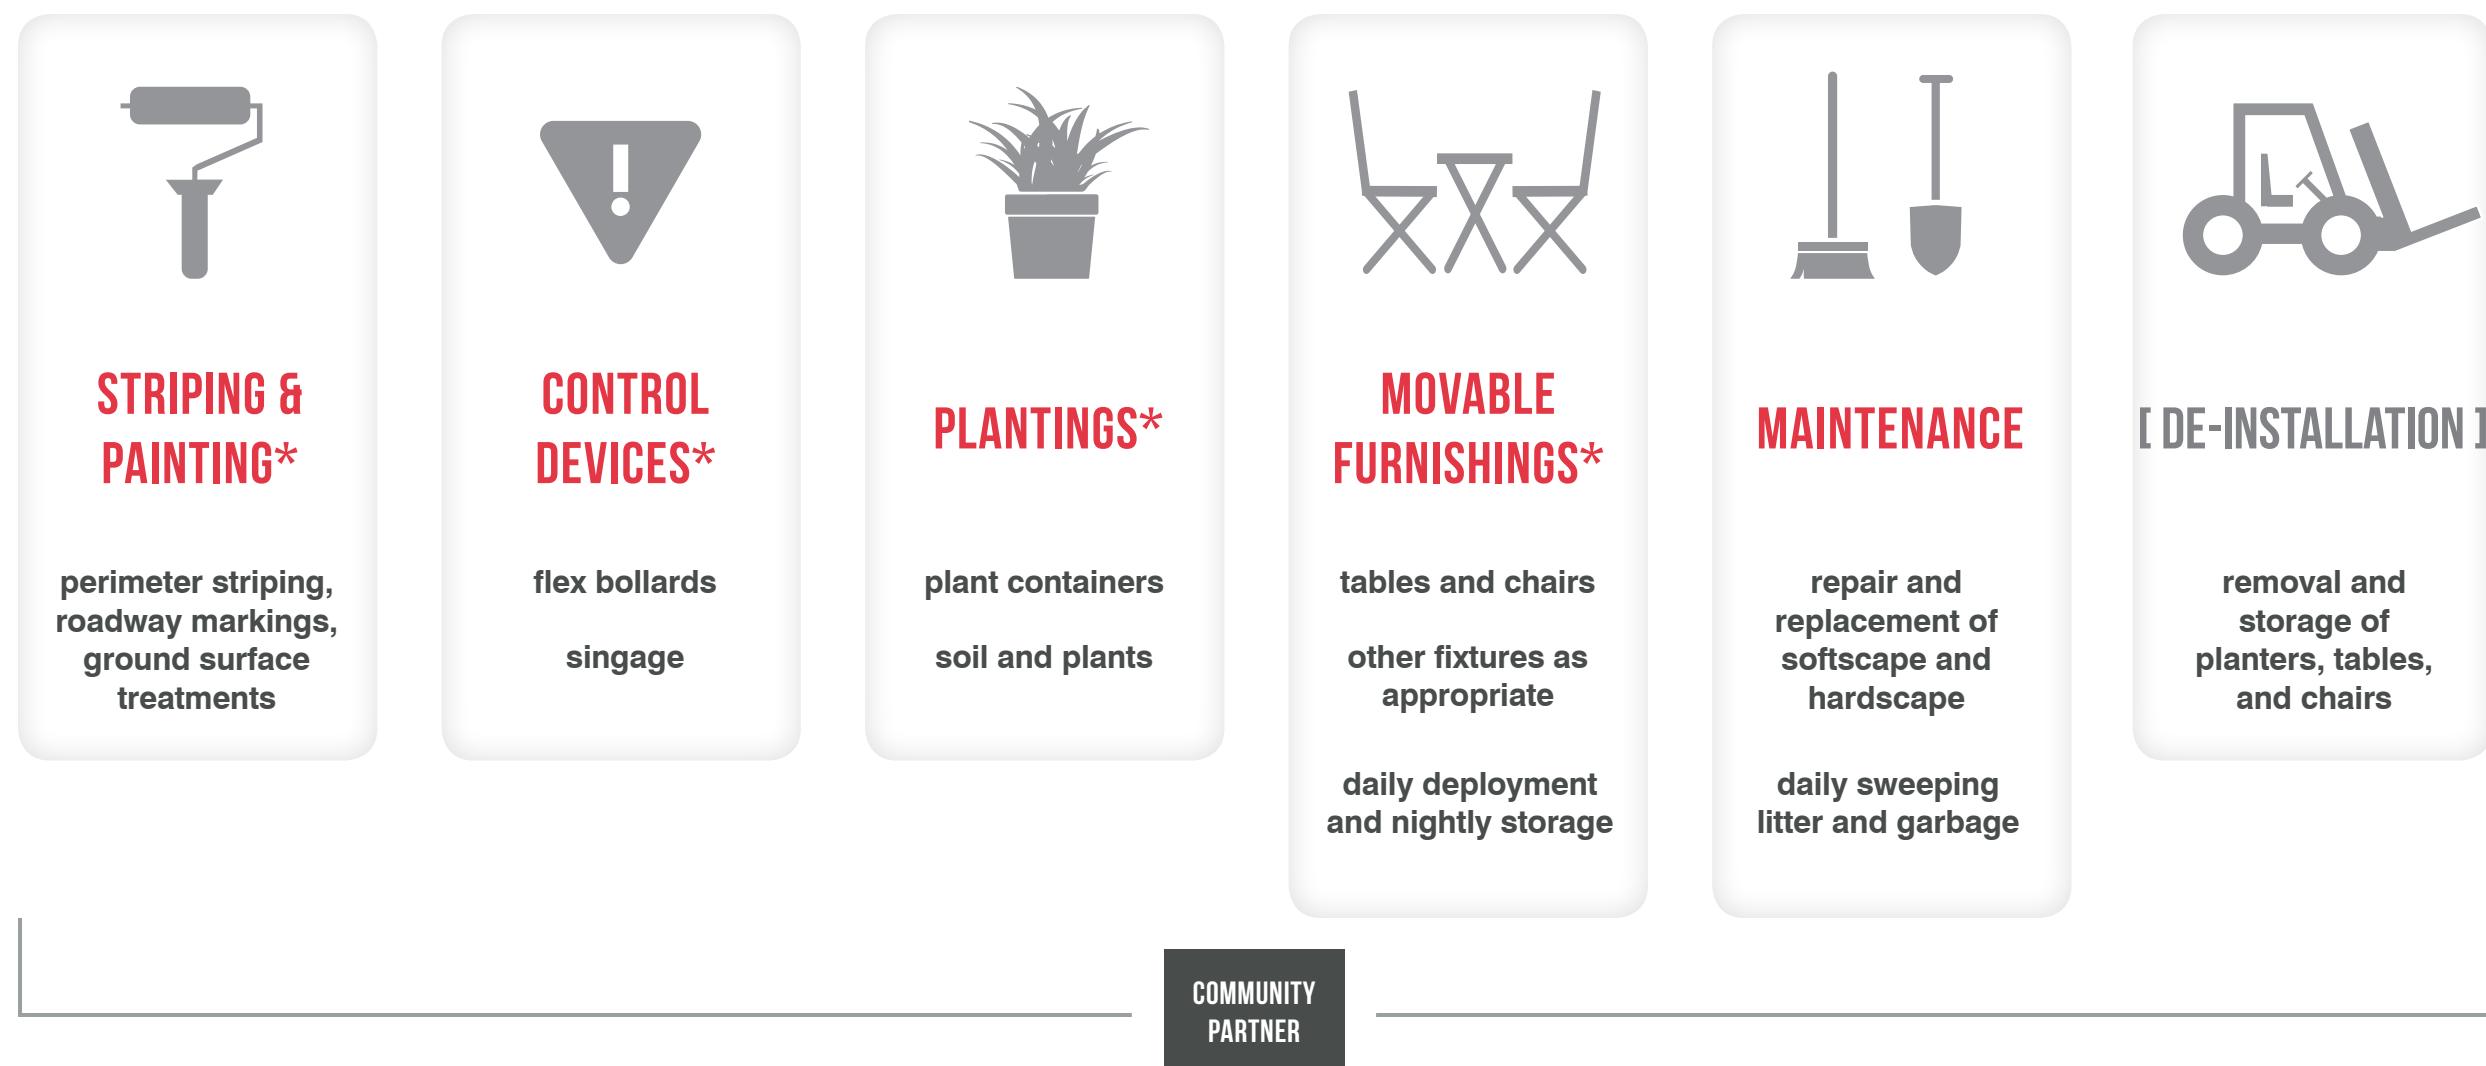 STRIPING &
PAINTING*
perimeter striping,
roadway markings,
ground surface
treatments
CONTROL
DEVICES*
flex bollards
singage
PLANTINGS*
plant containers
soil and plants
MOVABLE
FURNISHINGS*
tables and chairs
other fixtures as
appropriate
daily deployment
and nightly storage
MAINTENANCE
repair and
replacement of
softscape and
hardscape
daily sweeping
litter and garbage
[ DE-INSTALLATION ]
removal and
storage of
planters, tables,
and chairs
COMMUNITY
PARTNER